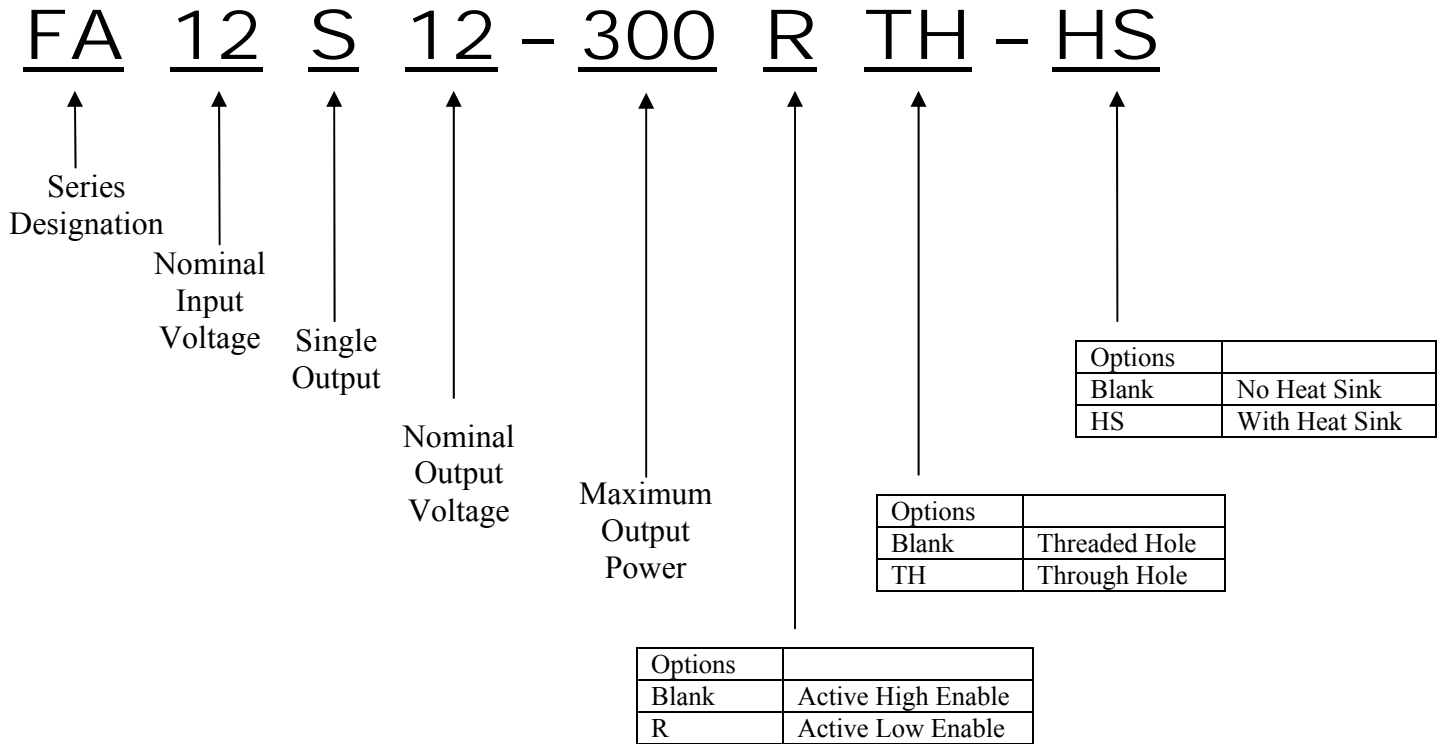 FA 12 S 12 – 300 R TH – HS
Series
Designation
Nominal
Input
Voltage
Single
Output
Nominal
Output
Voltage
Maximum
Output
Power
Options
Blank Active High Enable
R Active Low Enable
Options
Blank Threaded Hole
TH Through Hole
Options
Blank No Heat Sink
HS With Heat Sink